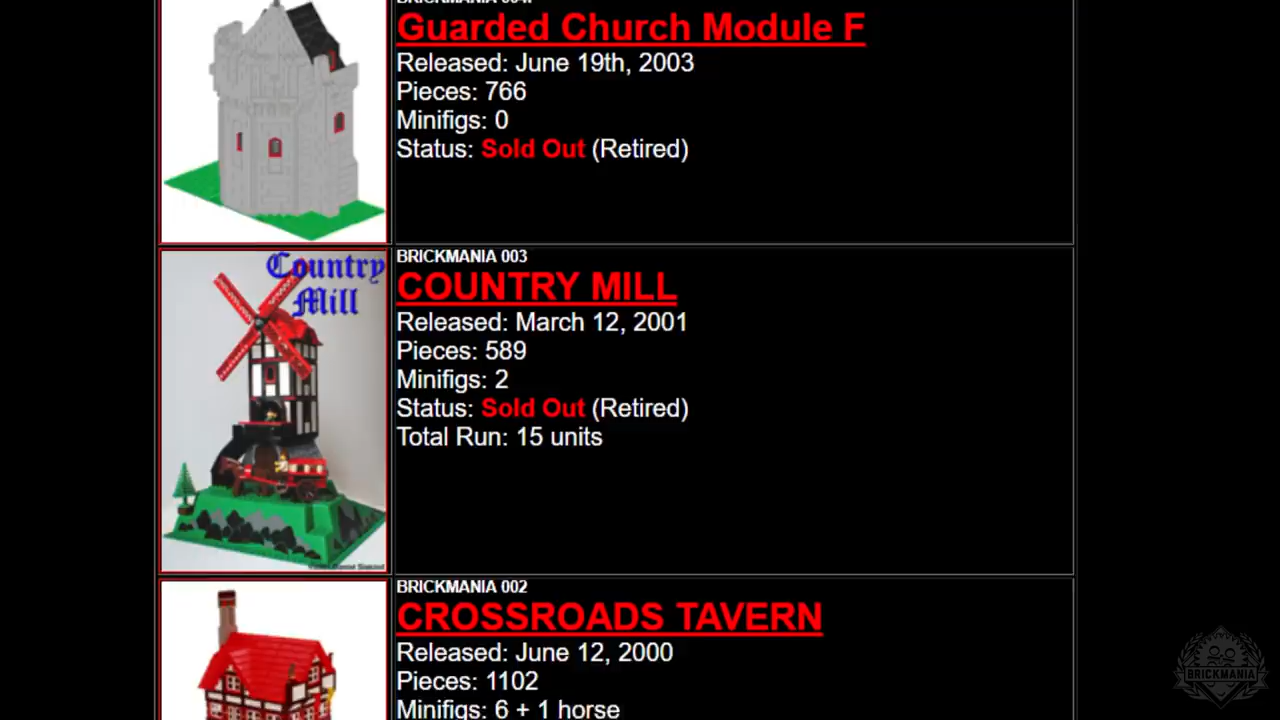 BRICKMANIA 004F
Guarded Church Module F
Released: June 19th, 2003
Pieces: 766
Minifigs: 0
Status: Sold Out (Retired)
Country
Mill
BRICKMANIA 003
COUNTRY MILL
Released: March 12, 2001
Pieces: 589
Minifigs: 2
Status: Sold Out (Retired)
Total Run: 15 units
BRICKMANIA 002
CROSSROADS TAVERN
Released: June 12, 2000
Pieces: 1102
Minifigs: 6 + 1 horse
BRICKMANIA